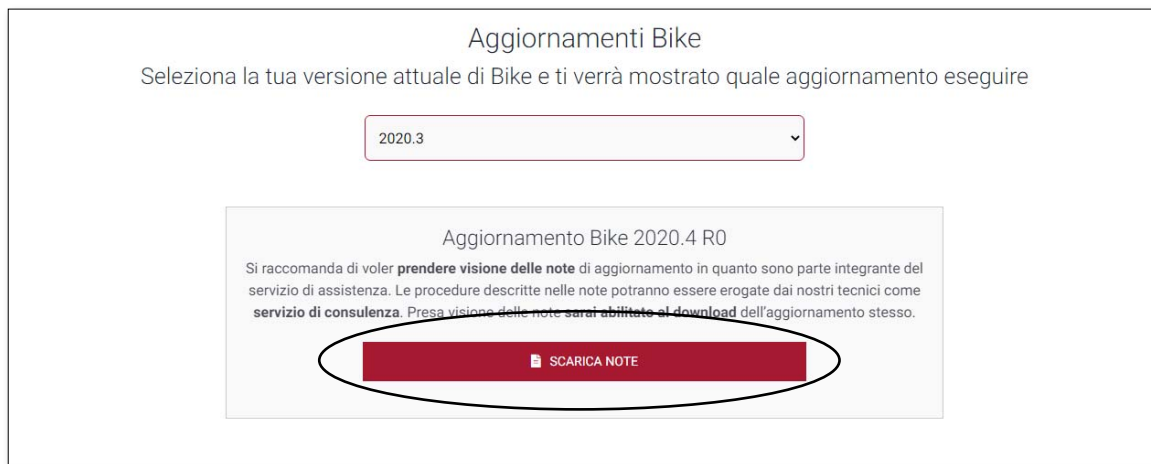 Aggiornamenti Bike
Seleziona la tua versione attuale di Bike e ti verrà mostrato quale aggiornamento eseguire
2020.3
Aggiornamento Bike 2020.4 R0
Si raccomanda di voler prendere visione delle note di aggiornamento in quanto sono parte integrante del
servizio di assistenza. Le procedure descritte nelle note potranno essere erogate dai nostri tecnici come
servizio di consulenza. Presa visione delle note sarai abilitato al download dell'aggiornamento stesso.
SCARICA NOTE